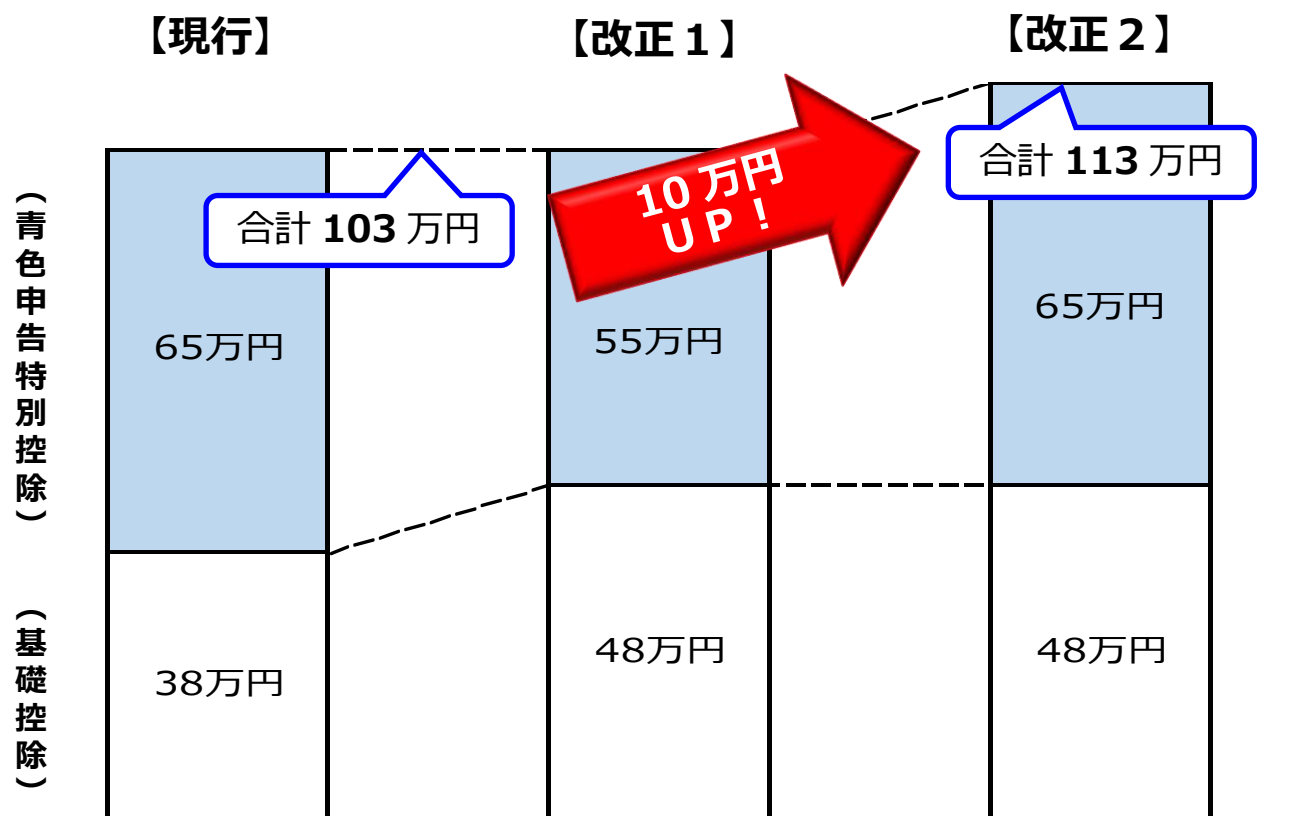 【現行】
【改正１】
【改正２】
合計 103 万円
10 万円
ＵＰ！
合計 113 万円
（青色申告特別控除）
65万円
55万円
65万円
（基礎控除）
38万円
48万円
48万円